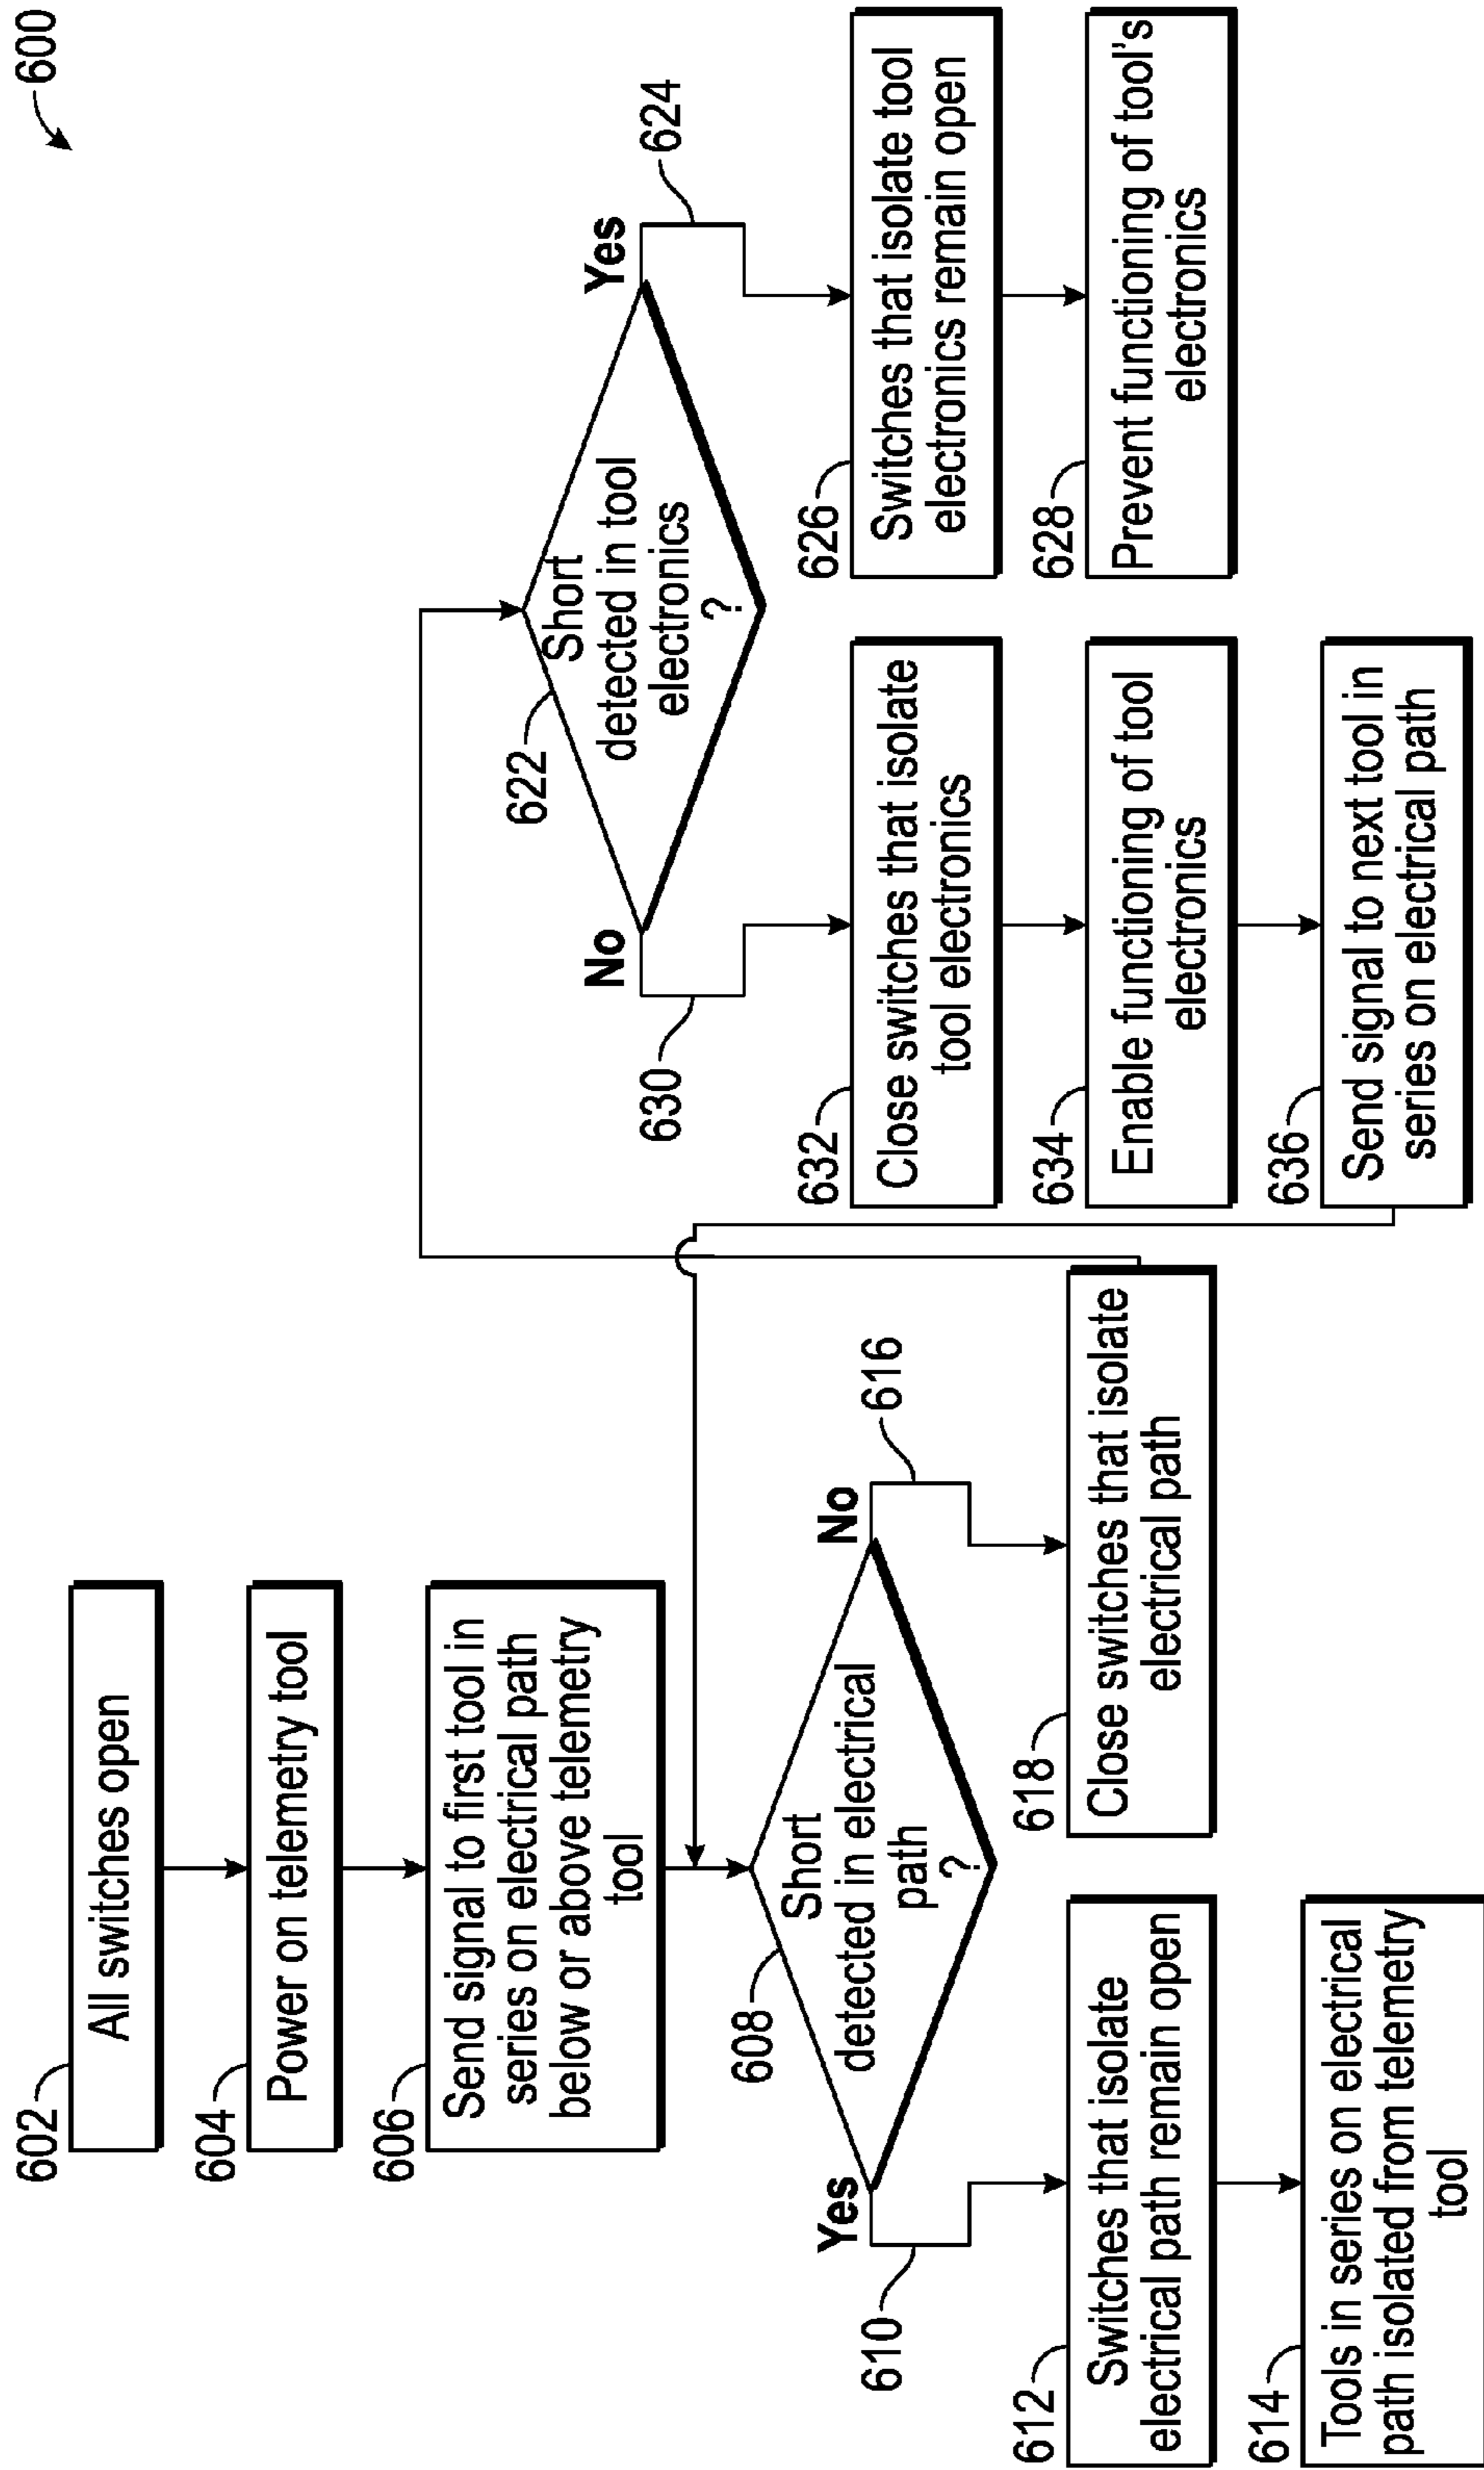 600
602
All switches open
604
Power on telemetry tool
606
Send signal to first tool in
series on electrical path
below or above telemetry
tool
608
Short
detected in electrical
path
?
Yes
610
612
Switches that isolate
electrical path remain open
614
Tools in series on electrical
path isolated from telemetry
tool
No
616
618
Close switches that isolate
electrical path
622
Short
detected in tool
electronics
?
No
630
632
Close switches that isolate
tool electronics
634
Enable functioning of tool
electronics
636
Send signal to next tool in
series on electrical path
Yes
624
626
Switches that isolate tool
electronics remain open
628
Prevent functioning of tool's
electronics